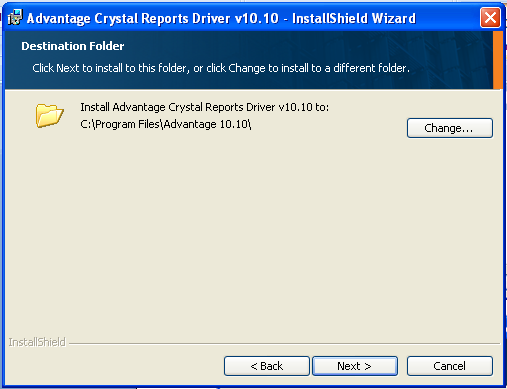 Advantage Crystal Reports Driver v10.10 - InstallShield Wizard
Destination Folder
Click Next to install to this folder, or click Change to install to a different folder.
Install Advantage Crystal Reports Driver v10.10 to:
C:\Program Files\Advantage 10.10\
Change...
InstallShield
< Back
Next >
Cancel